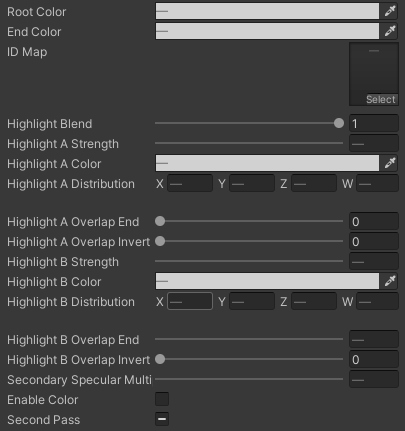 Root Color —
End Color —
ID Map —
Select
Highlight Blend 1
Highlight A Strength —
Highlight A Color —
Highlight A Distribution X — Y — Z — W —
Highlight A Overlap End 0
Highlight A Overlap Invert 0
Highlight B Strength —
Highlight B Color —
Highlight B Distribution X — Y — Z — W —
Highlight B Overlap End —
Highlight B Overlap Invert 0
Secondary Specular Multi —
Enable Color
Second Pass